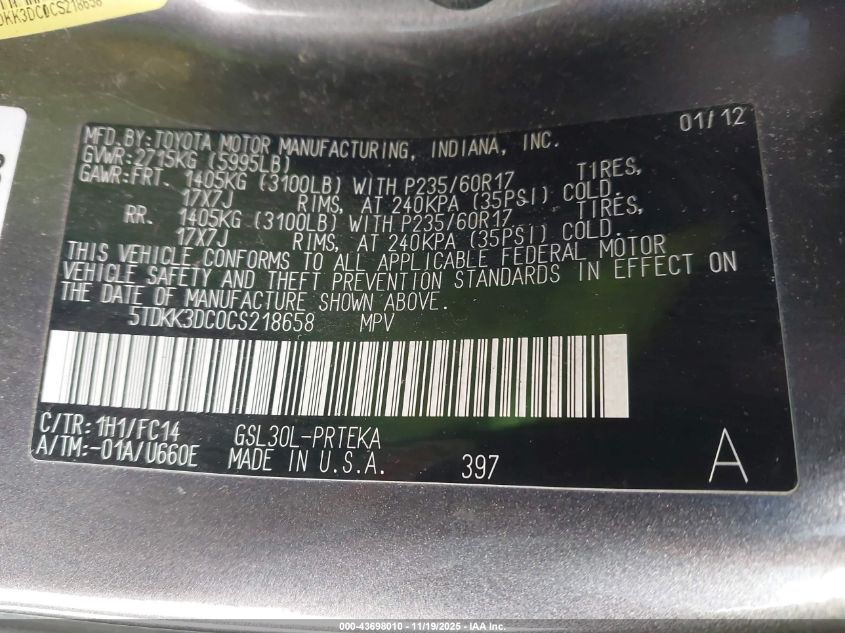 DKK3DC0CS218658
MFD.BY:TOYOTA MOTOR MANUFACTURING, INDIANA, INC. 01/12
GVWR:2715KG (5995LB)
GAWR:FRT. 1405KG (3100LB) WITH P235/60R17 TIRES,
17X7J RIMS, AT 240KPA (35PSI) COLD.
RR. 1405KG (3100LB) WITH P235/60R17 TIRES,
17X7J RIMS, AT 240KPA (35PSI) COLD.
THIS VEHICLE CONFORMS TO ALL APPLICABLE FEDERAL MOTOR
VEHICLE SAFETY AND THEFT PREVENTION STANDARDS IN EFFECT ON
THE DATE OF MANUFACTURE SHOWN ABOVE.
5TDKK3DC0CS218658 MPV
C/TR:1H1/FC14 GSL30L-PRTEKA
A/TM:-01A/U660E MADE IN U.S.A. 397 A
000-43698010 - 11/19/2025 - IAA Inc.